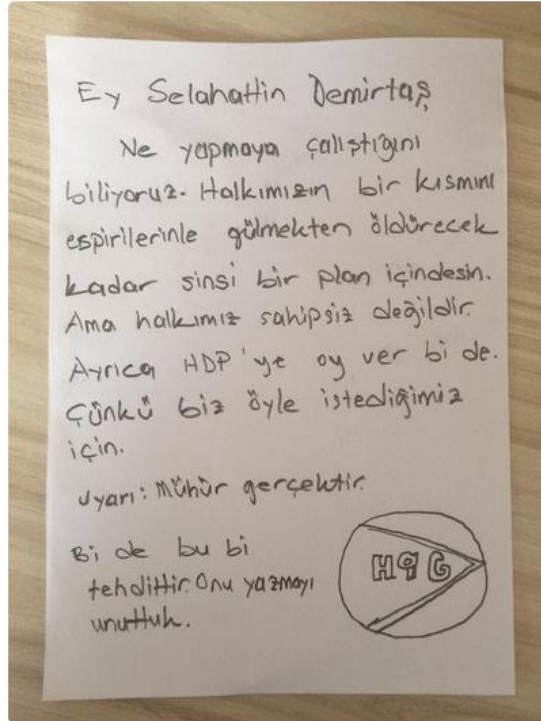 Ey Selahattin Demirtaş
Ne yapmaya çalıştığını
biliyoruz. Halkımızın bir kısmını
espirilerinle gülmekten öldürecek
kadar sinsi bir plan içindesin.
Ama halkımız sahipsiz değildir.
Ayrıca HDP'ye oy ver bi de.
Çünkü biz öyle istediğimiz
için.
Uyarı: Mühür gerçektir.
Bi de bu bi
tehdittir. Onu yazmayı
unuttuk.